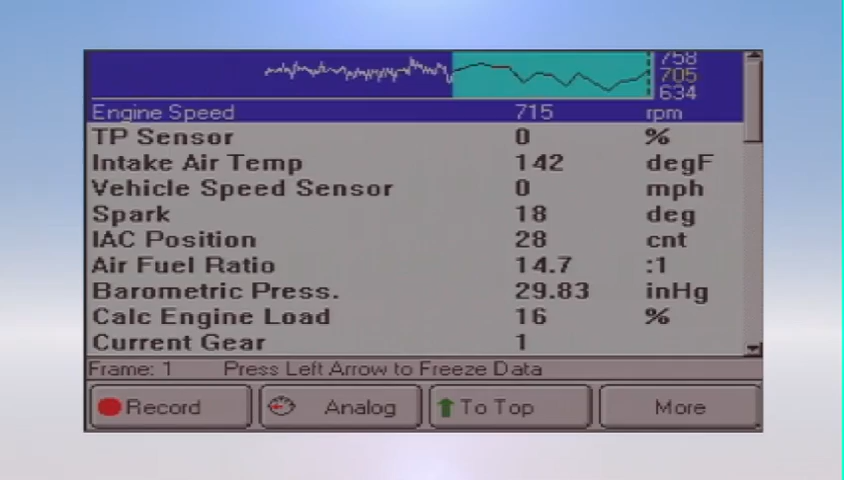 758
705
634
Engine Speed 715 rpm
TP Sensor 0 %
Intake Air Temp 142 degF
Vehicle Speed Sensor 0 mph
Spark 18 deg
IAC Position 28 cnt
Air Fuel Ratio 14.7 :1
Barometric Press. 29.83 inHg
Calc Engine Load 16 %
Current Gear 1
Frame: 1 Press Left Arrow to Freeze Data
Record Analog To Top More